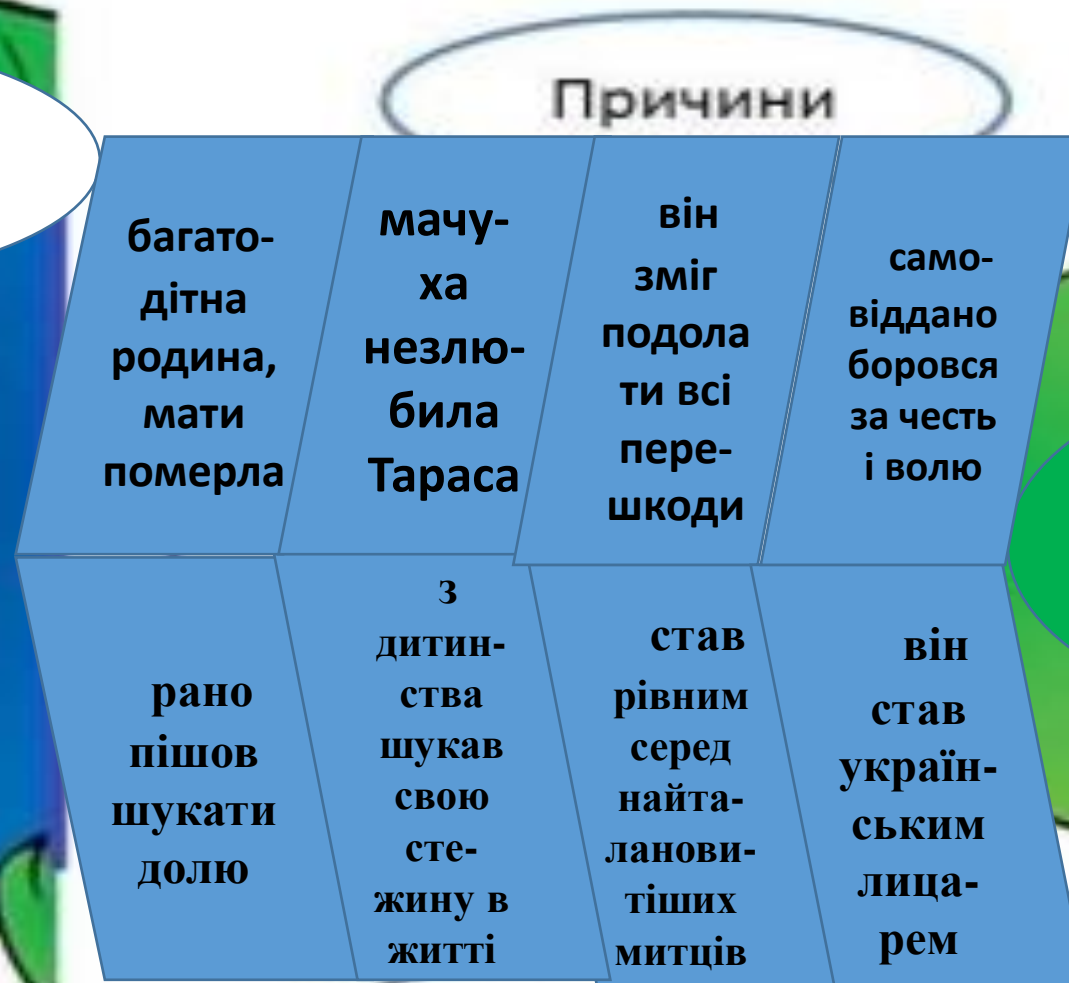 Причини
багато-
дітна
родина,
мати
померла
мачу-
ха
незлю-
била
Тараса
він
зміг
подола
ти всі
пере-
шкоди
само-
віддано
боровся
за честь
і волю
рано
пішов
шукати
долю
з
дитин-
ства
шукав
свою
сте-
жину в
житті
став
рівним
серед
найта-
ланови-
тіших
митців
він
став
україн-
ським
лица-
рем